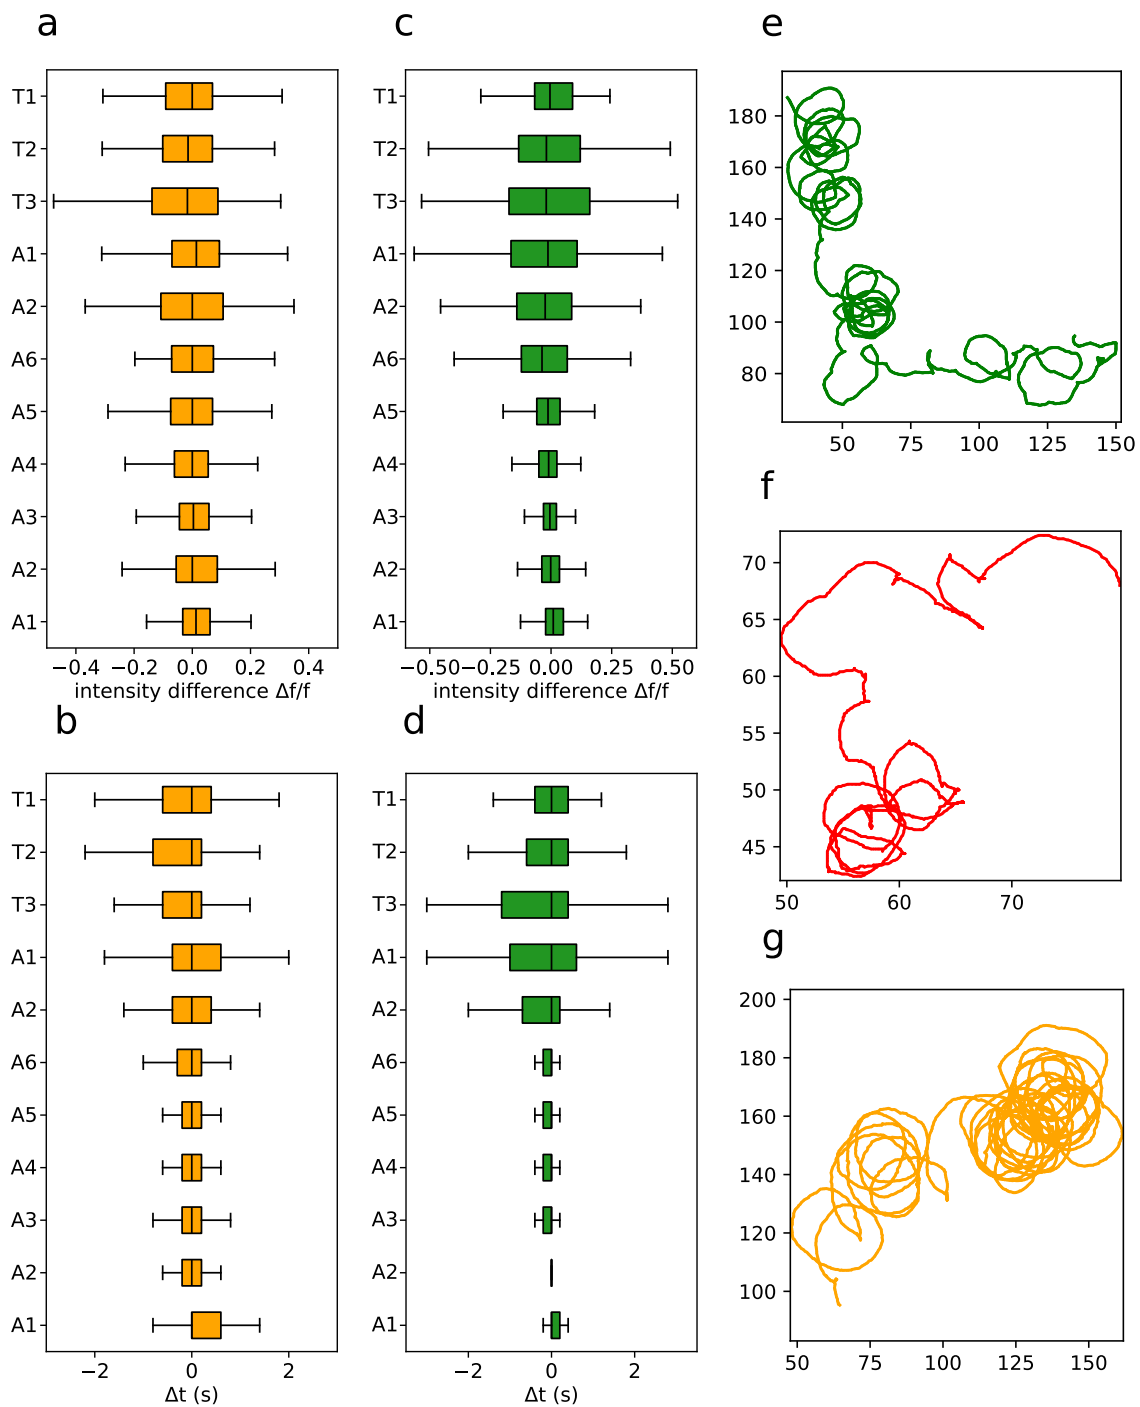 a
T1
T2
T3
A1
A2
A6
A5
A4
A3
A2
A1
−0.4 −0.2 0.0 0.2 0.4
intensity difference Δf/f
b
T1
T2
T3
A1
A2
A6
A5
A4
A3
A2
A1
−2 0 2
Δt (s)
c
T1
T2
T3
A1
A2
A6
A5
A4
A3
A2
A1
−0.50 −0.25 0.00 0.25 0.50
intensity difference Δf/f
d
T1
T2
T3
A1
A2
A6
A5
A4
A3
A2
A1
−2 0 2
Δt (s)
e
180
160
140
120
100
80
50 75 100 125 150
f
70
65
60
55
50
45
50 60 70
g
200
180
160
140
120
100
50 75 100 125 150